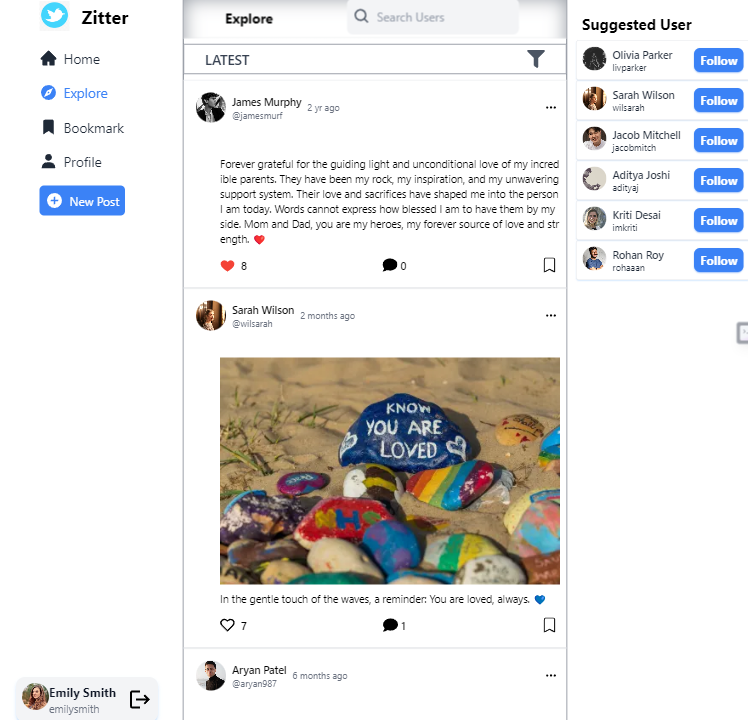 Zitter
Home
Explore
Bookmark
Profile
New Post
Emily Smith
emilysmith
Explore
Search Users
LATEST
James Murphy 2 yr ago
@jamesmurf
Forever grateful for the guiding light and unconditional love of my incred
ible parents. They have been my rock, my inspiration, and my unwavering
support system. Their love and sacrifices have shaped me into the person
I am today. Words cannot express how blessed I am to have them by my
side. Mom and Dad, you are my heroes, my forever source of love and str
ength. ❤️
8 0
Sarah Wilson 2 months ago
@wilsarah
KNOW
YOU ARE
LOVED
NHS
In the gentle touch of the waves, a reminder: You are loved, always. 💙
7 1
Aryan Patel 6 months ago
@aryan987
Suggested User
Olivia Parker
livparker
Follow
Sarah Wilson
wilsarah
Follow
Jacob Mitchell
jacobmitch
Follow
Aditya Joshi
adityaj
Follow
Kriti Desai
imkriti
Follow
Rohan Roy
rohaaan
Follow